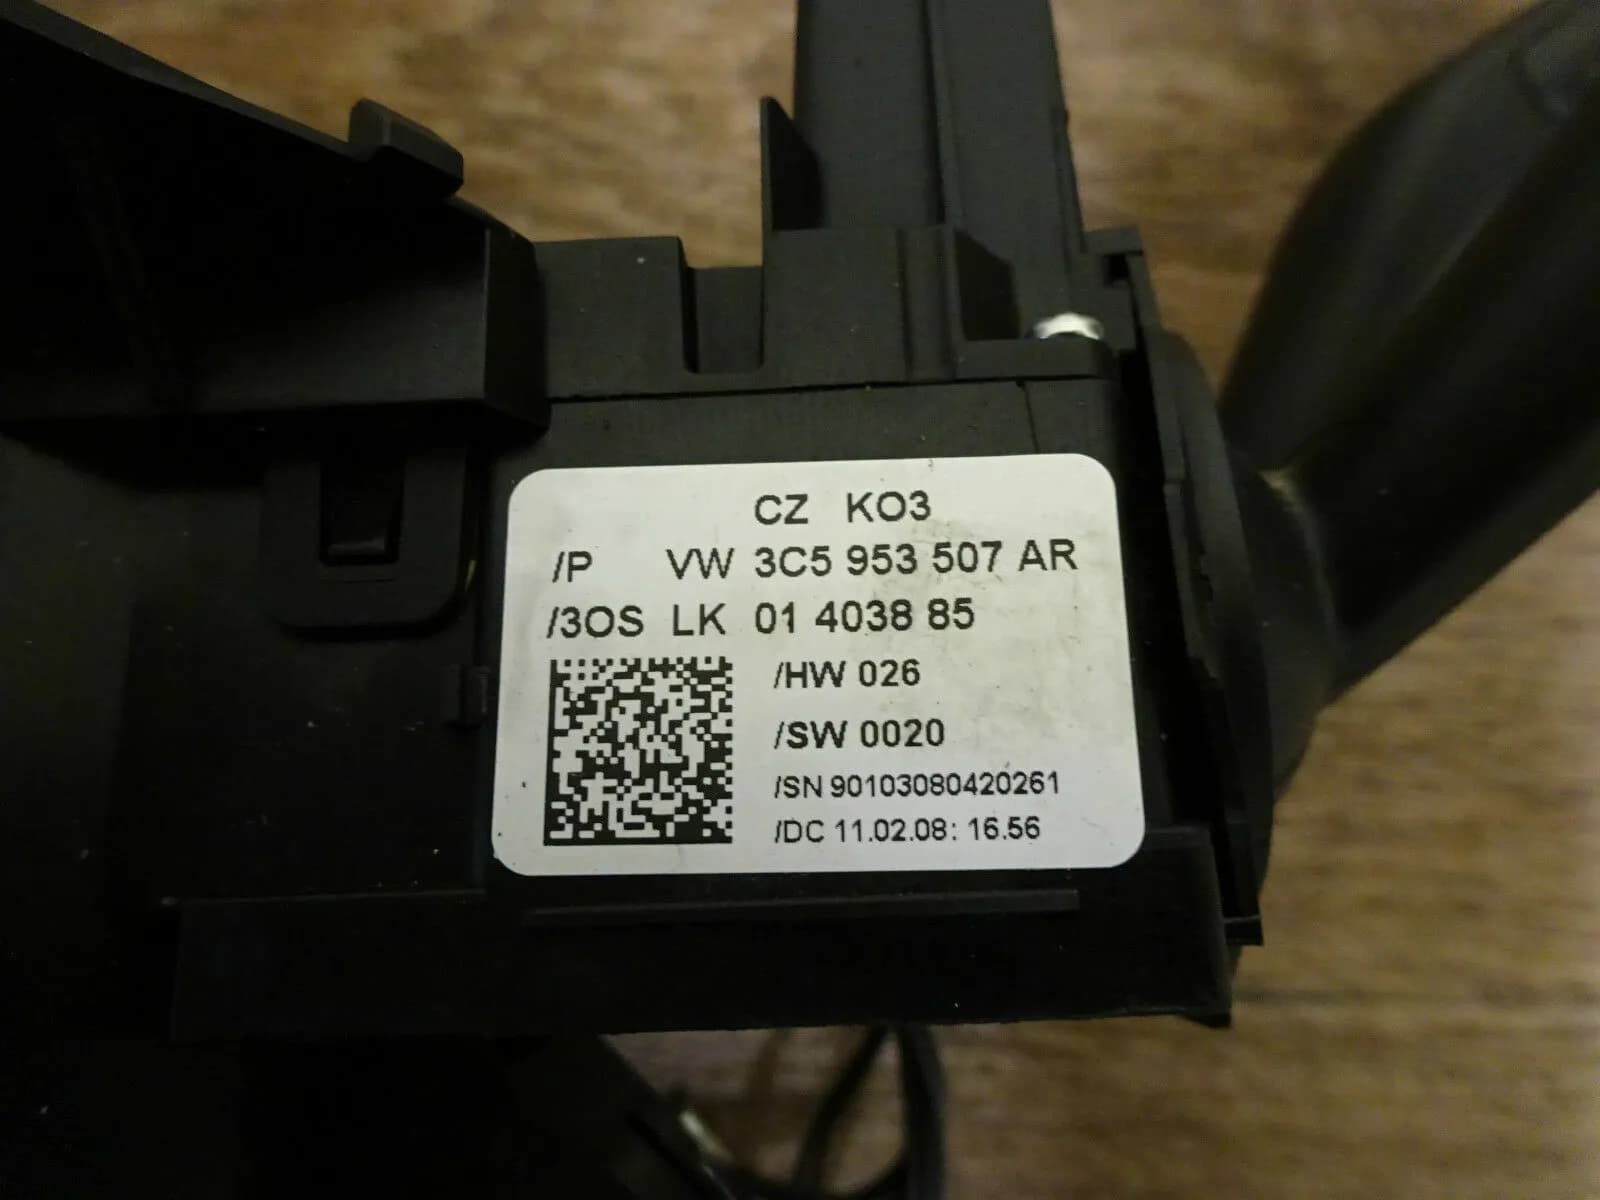 CZ KO3
/P VW 3C5 953 507 AR
/3OS LK 01 4038 85
/HW 026
/SW 0020
/SN 90103080420261
/DC 11.02.08: 16.56